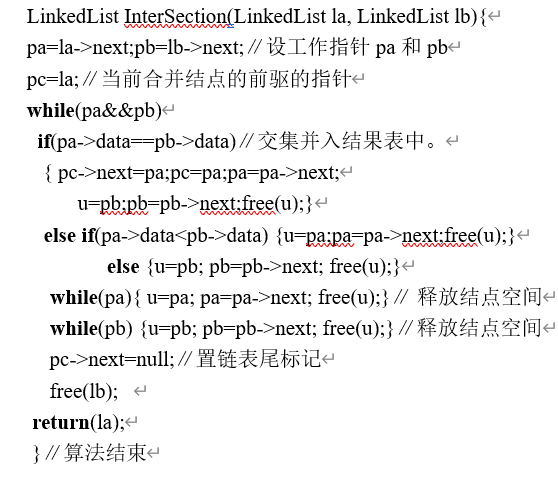 LinkedList InterSection(LinkedList la, LinkedList lb){↵
pa=la->next;pb=lb->next;∥设工作指针 pa 和 pb
pc=la;∥当前合并结点的前驱的指针↵
while(pa&&pb)↵
if(pa->data==pb->data)∥交集并入结果表中。↵
{ pc->next=pa;pc=pa;pa=pa->next;↵
u=pb;pb=pb->next;free(u);}↵
else if(pa->data<pb->data) {u=pa;pa=pa->next;free(u);}↵
else {u=pb; pb=pb->next; free(u);}↵
while(pa){ u=pa; pa=pa->next; free(u);}∥ 释放结点空间↵
while(pb) {u=pb; pb=pb->next; free(u);}∥释放结点空间↵
pc->next=null;∥置链表尾标记↵
free(lb); ↵
return(la);↵
}∥算法结束↵